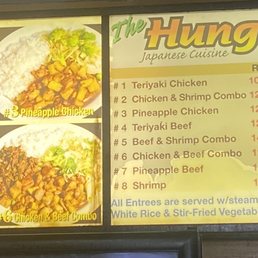 The Hung
Japanese Cuisine
#3 Pineapple Chicken
# 1 Teriyaki Chicken
# 2 Chicken & Shrimp Combo
# 3 Pineapple Chicken
# 4 Teriyaki Beef
# 5 Beef & Shrimp Combo
# 6 Chicken & Beef Combo
# 7 Pineapple Beef
# 8 Shrimp
All Entrees are served w/steam
White Rice & Stir-Fried Vegetab
# 6 Chicken & Beef Combo